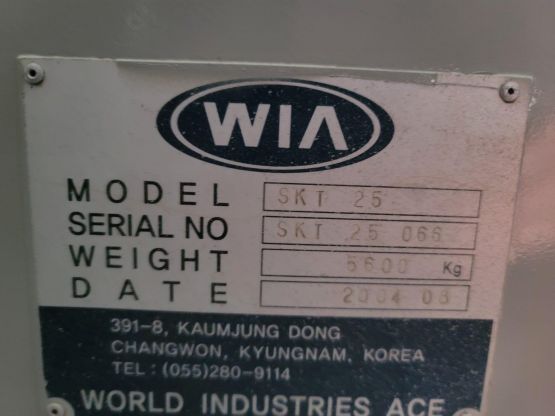 WIA
MODEL SKT 25
SERIAL NO SKT 25 066
WEIGHT 5600 Kg
DATE 2004 08
391-8, KAUMJUNG DONG
CHANGWON, KYUNGNAM, KOREA
TEL : (055)280-9114
WORLD INDUSTRIES ACE